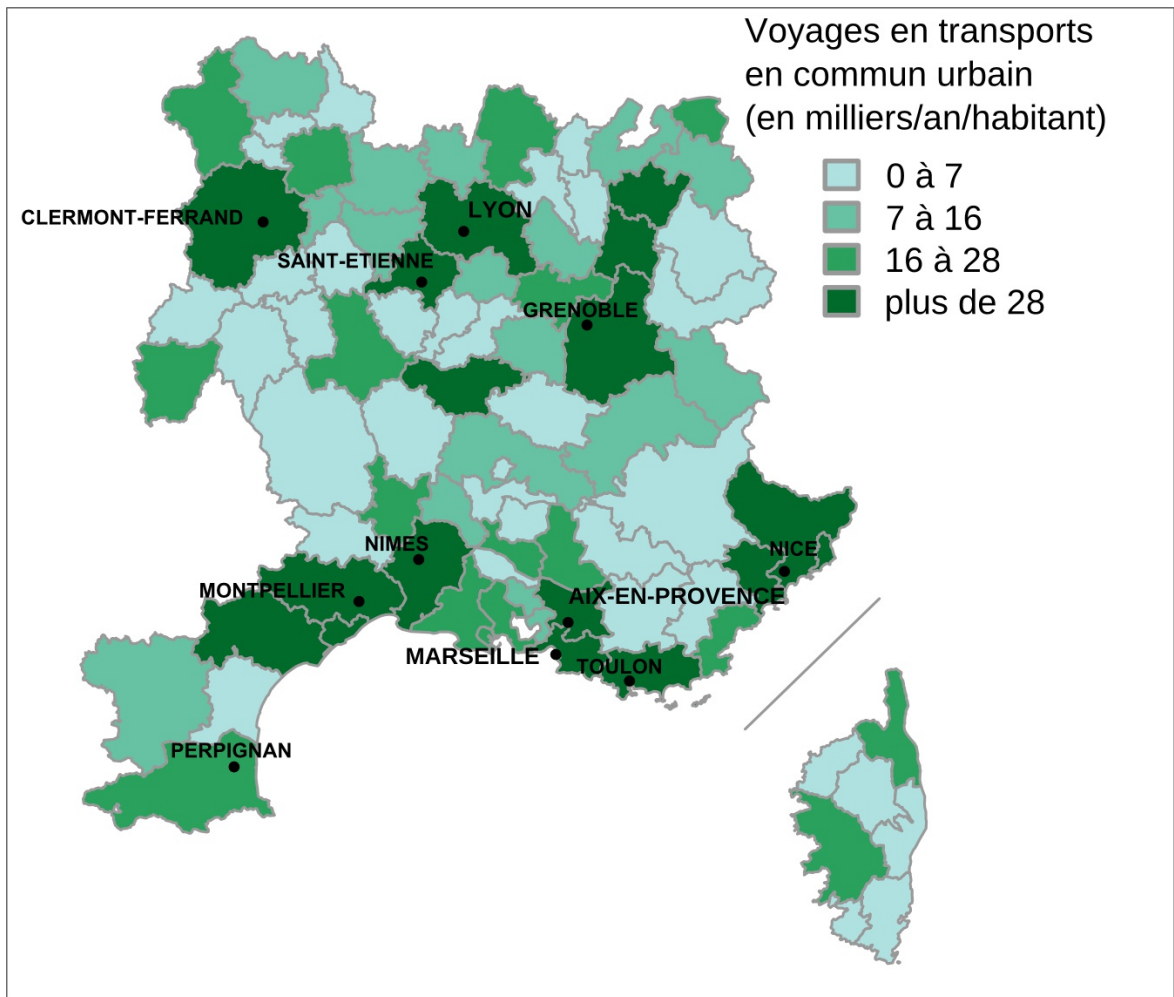 Voyages en transports
en commun urbain
(en milliers/an/habitant)
0 à 7
7 à 16
16 à 28
plus de 28
CLERMONT-FERRAND
LYON
SAINT-ETIENNE
GRENOBLE
NIMES
NICE
MONTPELLIER
AIX-EN-PROVENCE
MARSEILLE
TOULON
PERPIGNAN